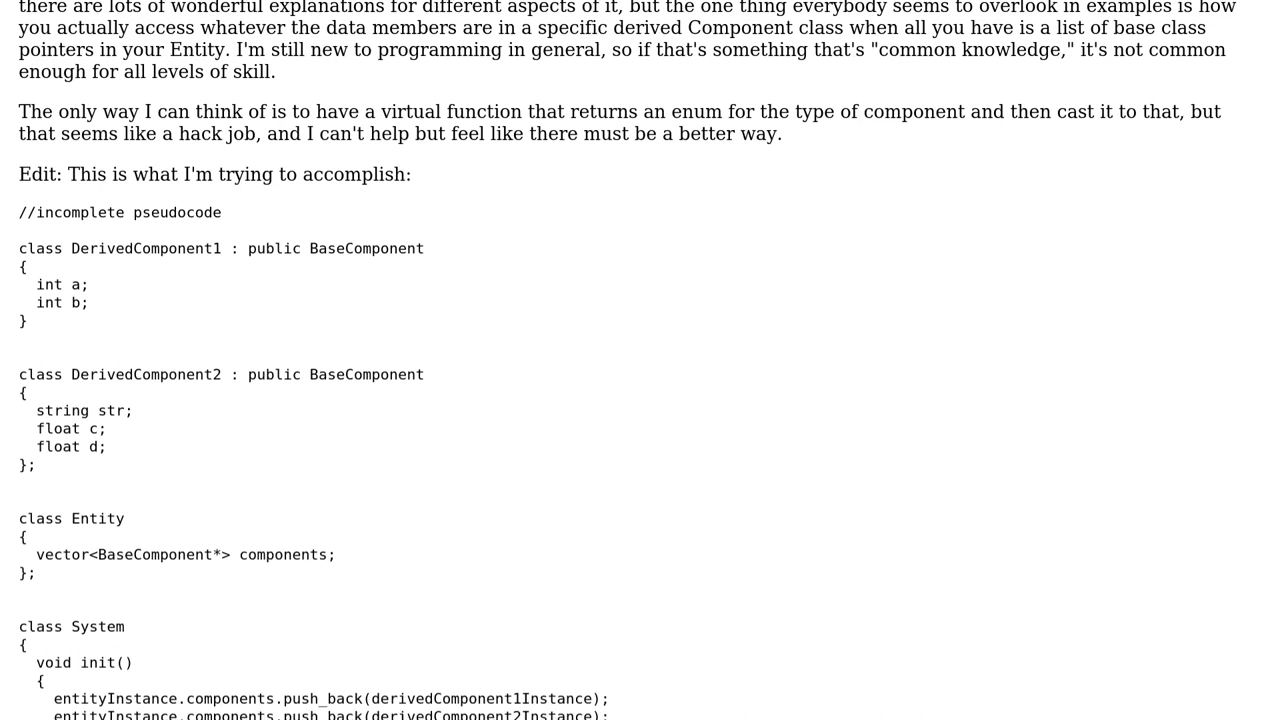 there are lots of wonderful explanations for different aspects of it, but the one thing everybody seems to overlook in examples is how
you actually access whatever the data members are in a specific derived Component class when all you have is a list of base class
pointers in your Entity. I'm still new to programming in general, so if that's something that's "common knowledge," it's not common
enough for all levels of skill.
The only way I can think of is to have a virtual function that returns an enum for the type of component and then cast it to that, but
that seems like a hack job, and I can't help but feel like there must be a better way.
Edit: This is what I'm trying to accomplish:
//incomplete pseudocode
class DerivedComponent1 : public BaseComponent
{
  int a;
  int b;
}
class DerivedComponent2 : public BaseComponent
{
  string str;
  float c;
  float d;
};
class Entity
{
  vector<BaseComponent*> components;
};
class System
{
  void init()
  {
    entityInstance.components.push_back(derivedComponent1Instance);
    entityInstance.components.push_back(derivedComponent2Instance);